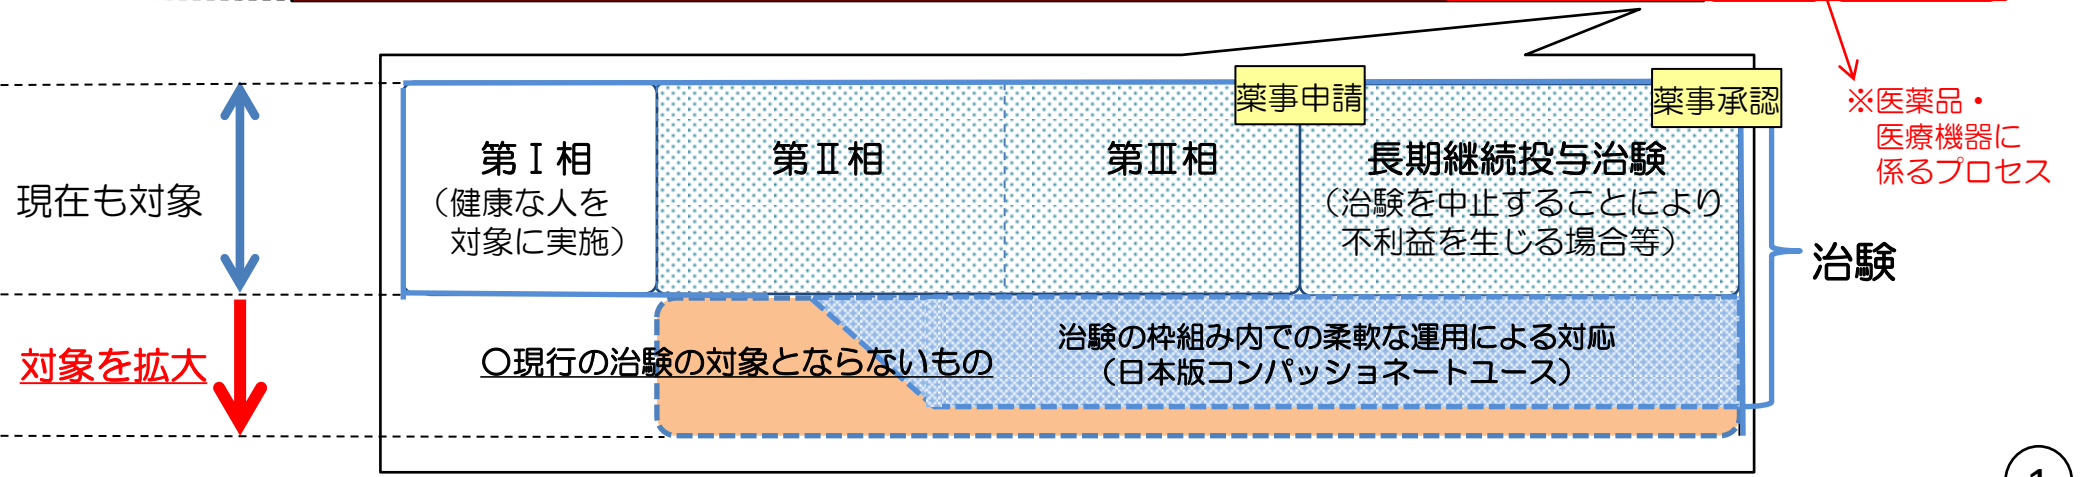 薬事申請
薬事承認
※医薬品・
医療機器に
係るプロセス
現在も対象
第Ⅰ相
（健康な人を
対象に実施）
第Ⅱ相
第Ⅲ相
長期継続投与治験
（治験を中止することにより
不利益を生じる場合等）
治験
対象を拡大
〇現行の治験の対象とならないもの
治験の枠組み内での柔軟な運用による対応
（日本版コンパッショネートユース）
1